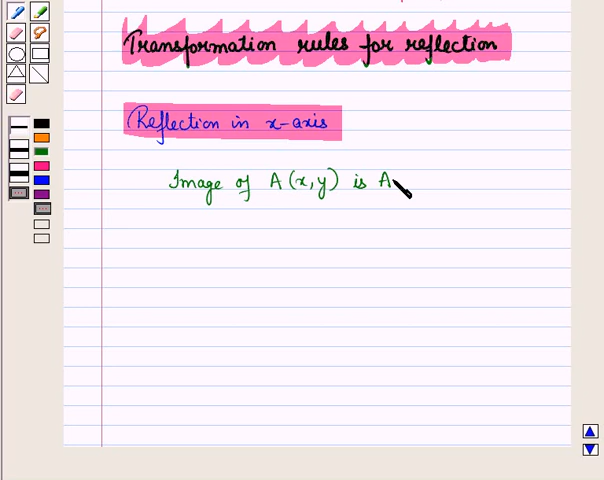 Transformation rules for reflection
Reflection in x-axis
Image of A(x,y) is A